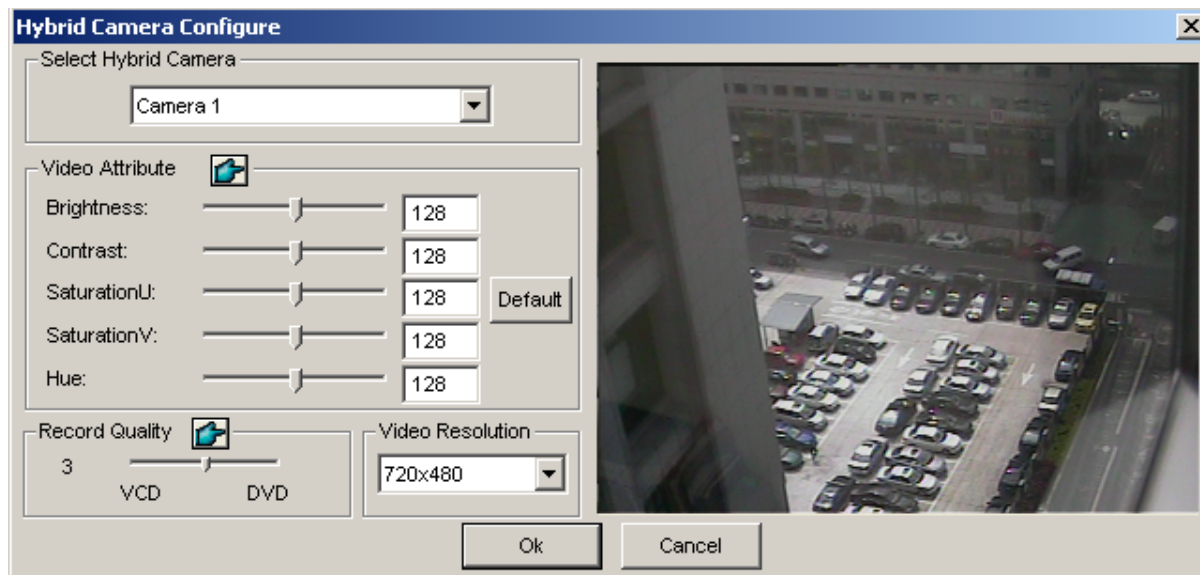 Hybrid Camera Configure
Select Hybrid Camera
Camera 1
Video Attribute
Brightness: 128
Contrast: 128
SaturationU: 128
Default
SaturationV: 128
Hue: 128
Record Quality
3
VCD DVD
Video Resolution
720x480
Ok Cancel